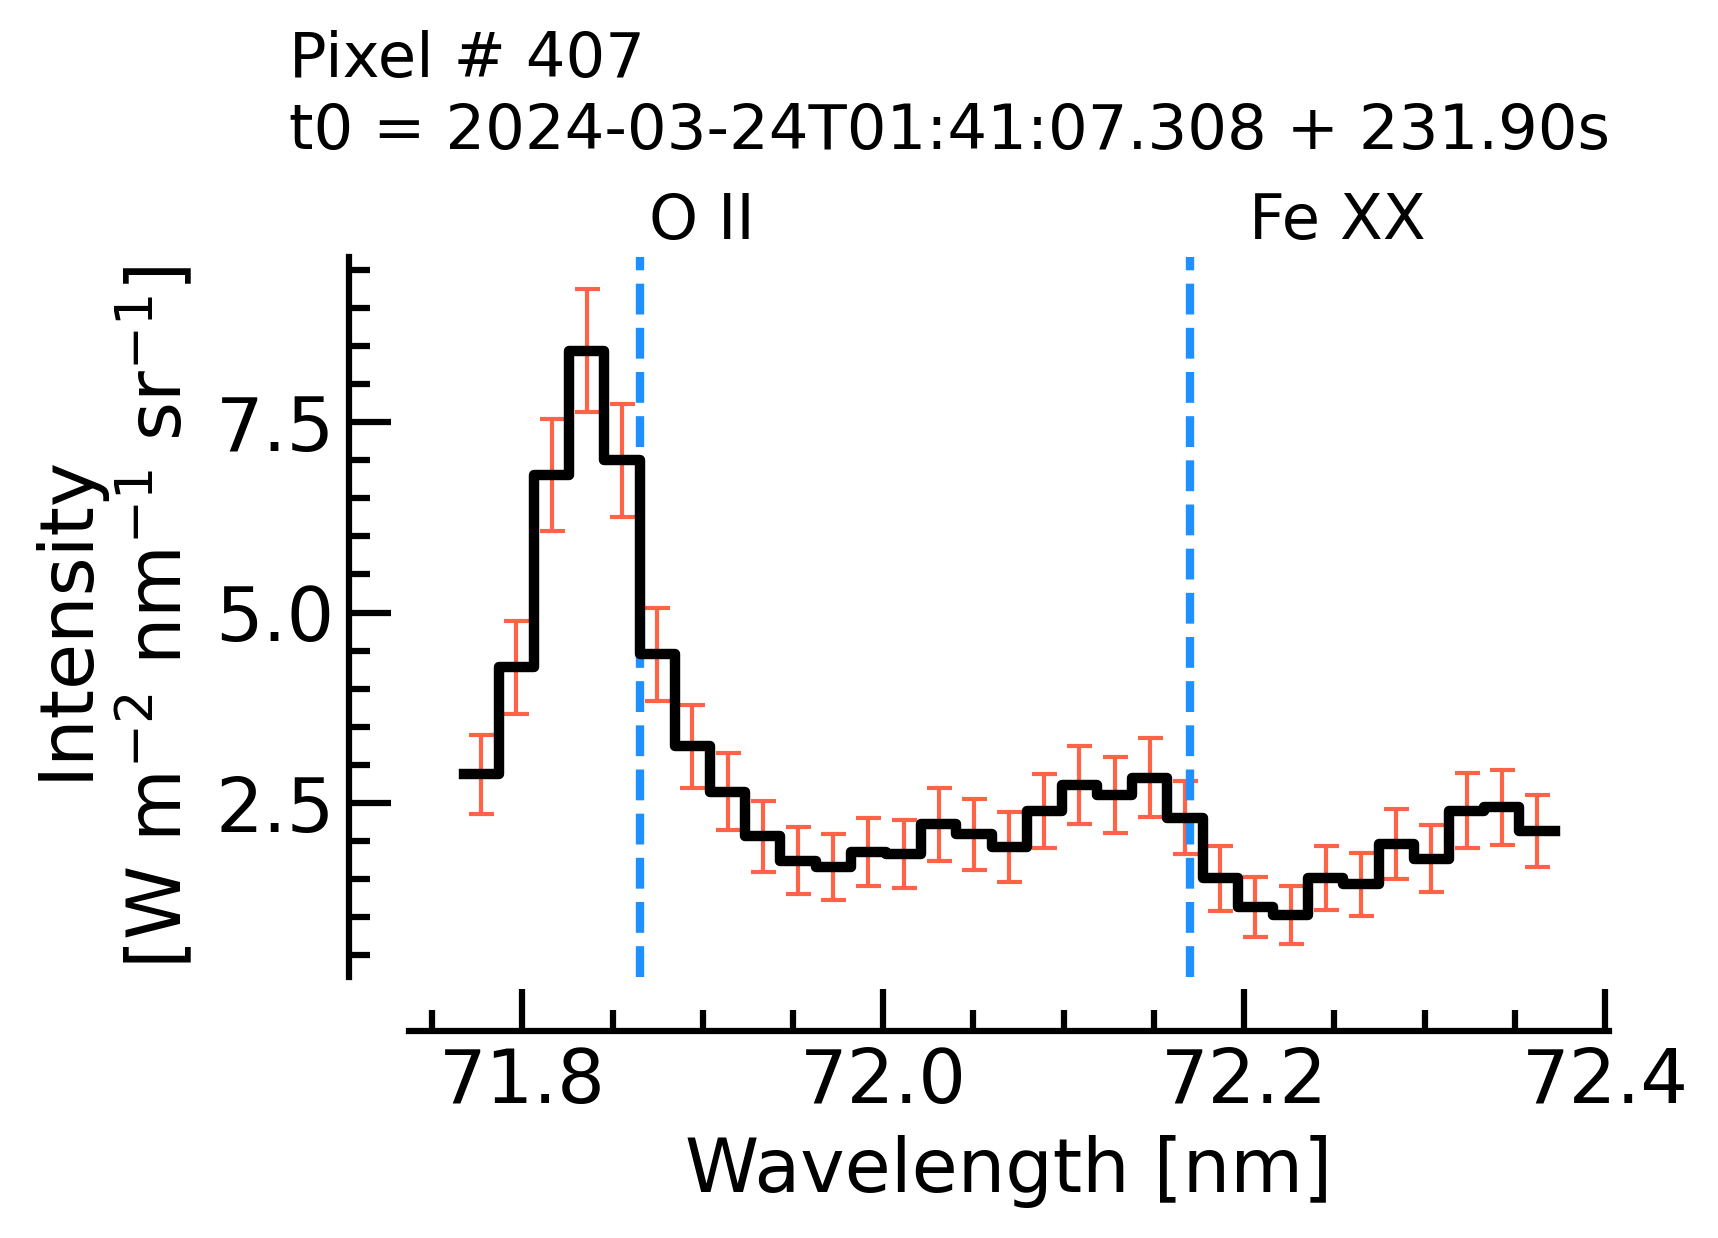 Pixel # 407
t0 = 2024-03-24T01:41:07.308 + 231.90s
O II
Fe XX
Intensity
[W m⁻² nm⁻¹ sr⁻¹]
7.5
5.0
2.5
71.8
72.0
72.2
72.4
Wavelength [nm]